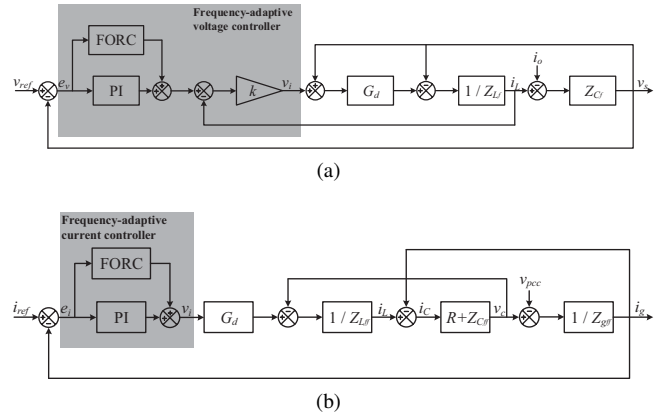 Frequency-adaptive
voltage controller
FORC
v_ref
e_v
PI
k
v_i
G_d
1 / Z_Lf
i_L
i_o
Z_Cf
v_s
(a)
Frequency-adaptive
current controller
FORC
i_ref
e_i
PI
v_i
G_d
1 / Z_Lff
i_L
i_C
R+Z_Cff
v_c
v_pcc
1 / Z_gff
i_g
(b)